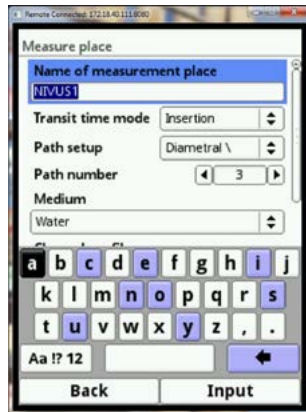 Remote Connected: 172.18.40.111:8080
Measure place
Name of measurement place
NIVUS1
Transit time mode Insertion
Path setup Diametral \
Path number 3
Medium
Water
a b c d e f g h i j
k l m n o p q r s
t u v w x y z , .
Aa !? 12
Back Input